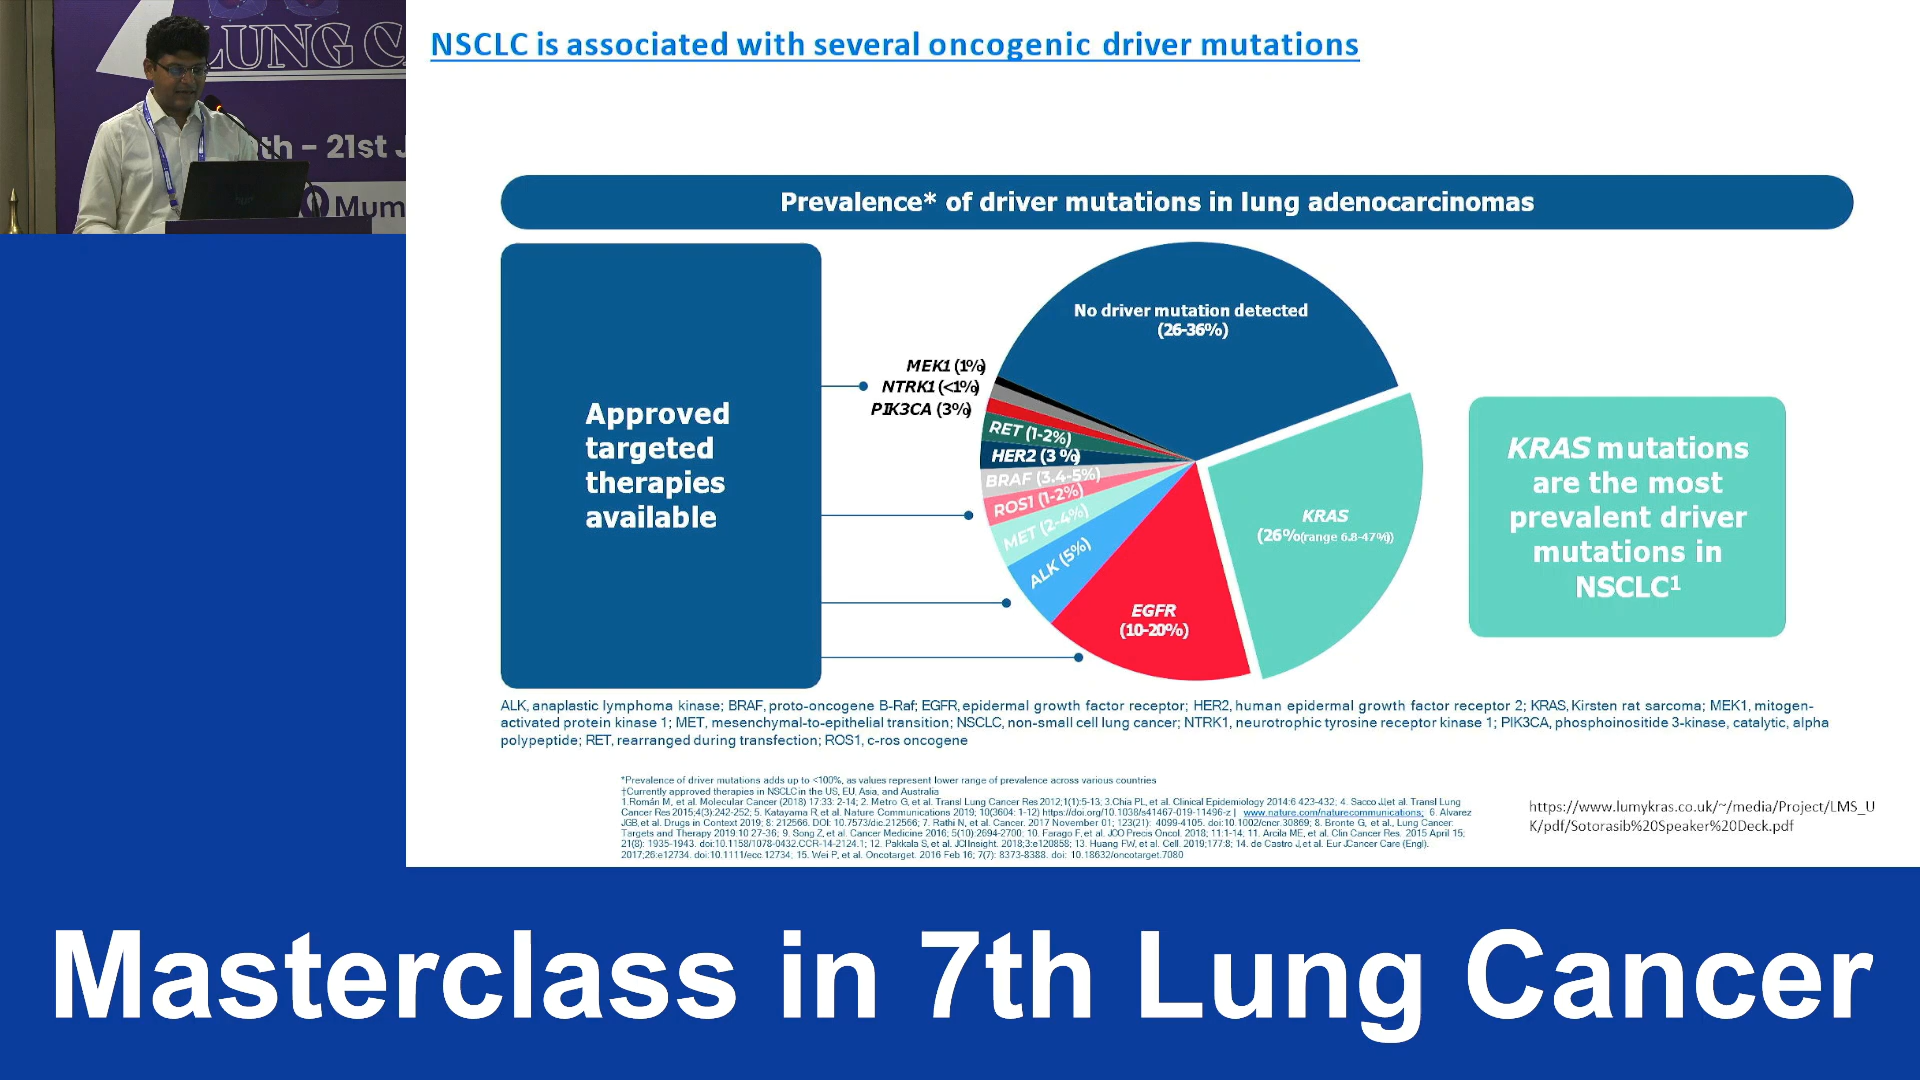 LUNG C
th - 21st J
Mum
NSCLC is associated with several oncogenic driver mutations
Prevalence* of driver mutations in lung adenocarcinomas
Approved
targeted
therapies
available
No driver mutation detected
(26-36%)
MEK1 (1%)
NTRK1 (<1%)
PIK3CA (3%)
RET (1-2%)
HER2 (3 %)
BRAF (3.4-5%)
ROS1 (1-2%)
MET (2-4%)
ALK (5%)
EGFR
(10-20%)
KRAS
(26%(range 6.8-47%))
KRAS mutations
are the most
prevalent driver
mutations in
NSCLC¹
ALK, anaplastic lymphoma kinase; BRAF, proto-oncogene B-Raf; EGFR, epidermal growth factor receptor; HER2, human epidermal growth factor receptor 2; KRAS, Kirsten rat sarcoma; MEK1, mitogen-
activated protein kinase 1; MET, mesenchymal-to-epithelial transition; NSCLC, non-small cell lung cancer; NTRK1, neurotrophic tyrosine receptor kinase 1; PIK3CA, phosphoinositide 3-kinase, catalytic, alpha
polypeptide; RET, rearranged during transfection; ROS1, c-ros oncogene
*Prevalence of driver mutations adds up to <100%, as values represent lower range of prevalence across various countries
†Currently approved therapies in NSCLC in the US, EU, Asia, and Australia
1.Román M, et al. Molecular Cancer (2018) 17:33: 2-14; 2. Metro G, et al. Transl Lung Cancer Res 2012;1(1):5-13; 3.Chia PL, et al. Clinical Epidemiology 2014:6 423-432; 4. Sacco JJ,et al. Transl Lung
Cancer Res 2015;4(3):242-252; 5. Katayama R, et al. Nature Communications 2019; 10(3604: 1-12) https://doi.org/10.1038/s41467-019-11496-z | www.nature.com/naturecommunications; 6. Alvarez
JGB, et al. Drugs in Context 2019; 8: 212566. DOI: 10.7573/dic.212566; 7. Rathi N, et al. Cancer. 2017 November 01; 123(21): 4099-4105. doi:10.1002/cncr.30869; 8. Bronte G, et al., Lung Cancer:
Targets and Therapy 2019:10 27-36; 9. Song Z, et al. Cancer Medicine 2016; 5(10):2694-2700; 10. Farago F, et al. JCO Precis Oncol. 2018; 11:1-14; 11. Arcila ME, et al. Clin Cancer Res. 2015 April 15;
21(8): 1935-1943. doi:10.1158/1078-0432.CCR-14-2124.1; 12. Pakkala S, et al. JCI Insight. 2018;3:e120858; 13. Huang FW, et al. Cell. 2019;177:8; 14. de Castro J, et al. Eur J Cancer Care (Engl).
2017;26:e12734. doi:10.1111/ecc.12734; 15. Wei P, et al. Oncotarget. 2016 Feb 16; 7(7): 8373-8388. doi: 10.18632/oncotarget.7080
https://www.lumykras.co.uk/~/media/Project/LMS_U
K/pdf/Sotorasib%20Speaker%20Deck.pdf
Masterclass in 7th Lung Cancer